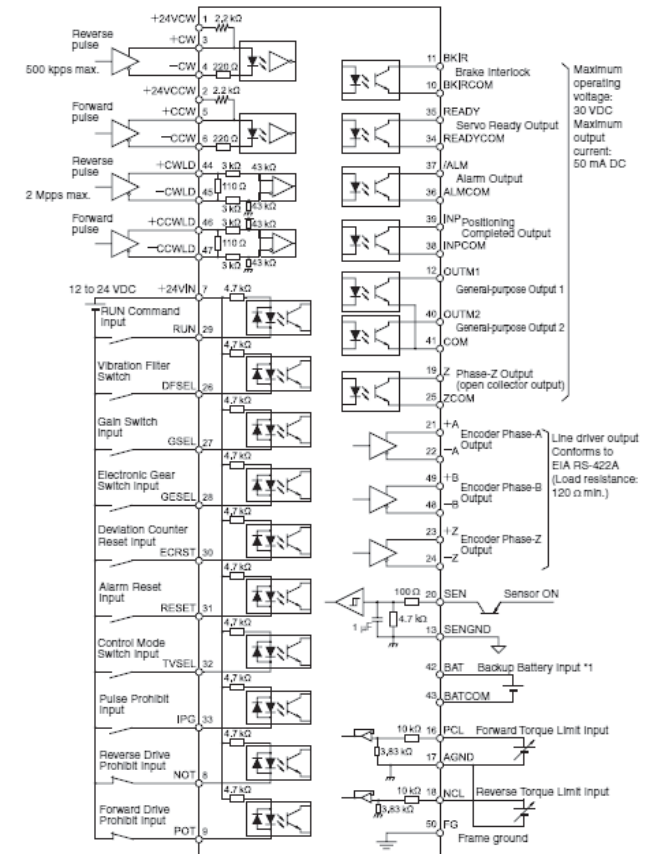 +24VCW 1 2.2 kΩ
Reverse
pulse
+CW 3
500 kpps max.
−CW 4 220 Ω
+24VCCW 2 2.2 kΩ
Forward
pulse
+CCW 5
−CCW 6 220 Ω
Reverse
pulse
+CWLD 44 3 kΩ 43 kΩ
110 Ω
2 Mpps max.
−CWLD 45
3 kΩ 43 kΩ
Forward
pulse
+CCWLD 46 3 kΩ 43 kΩ
110 Ω
−CCWLD 47
3 kΩ 43 kΩ
12 to 24 VDC +24VIN 7 4.7 kΩ
RUN Command
Input
RUN 29
4.7 kΩ
Vibration Filter
Switch
DFSEL 26
4.7 kΩ
Gain Switch
Input
GSEL 27
4.7 kΩ
Electronic Gear
Switch Input
GESEL 28
4.7 kΩ
Deviation Counter
Reset Input
ECRST 30
4.7 kΩ
Alarm Reset
Input
RESET 31
4.7 kΩ
Control Mode
Switch Input
TVSEL 32
4.7 kΩ
Pulse Prohibit
Input
IPG 33
4.7 kΩ
Reverse Drive
Prohibit Input
NOT 8
4.7 kΩ
Forward Drive
Prohibit Input
POT 9
11 BKIR
Brake Interlock
10 BKIRCOM
35 READY
Servo Ready Output
34 READYCOM
37 /ALM
Alarm Output
36 ALMCOM
39 INP Positioning
Completed Output
38 INPCOM
12 OUTM1
General-purpose Output 1
40 OUTM2
General-purpose Output 2
41 COM
19 Z Phase-Z Output
(open collector output)
25 ZCOM
Maximum
operating
voltage:
30 VDC
Maximum
output
current:
50 mA DC
21 +A
Encoder Phase-A
Output
22 −A
49 +B
Encoder Phase-B
Output
48 −B
23 +Z
Encoder Phase-Z
Output
24 −Z
Line driver output
Conforms to
EIA RS-422A
(Load resistance:
120 Ω min.)
100 Ω 20 SEN Sensor ON
4.7 kΩ
1 μF
13 SENGND
42 BAT Backup Battery Input *1
43 BATCOM
10 kΩ 16 PCL Forward Torque Limit Input
3.83 kΩ
17 AGND
10 kΩ 18 NCL Reverse Torque Limit Input
3.83 kΩ
50 FG
Frame ground